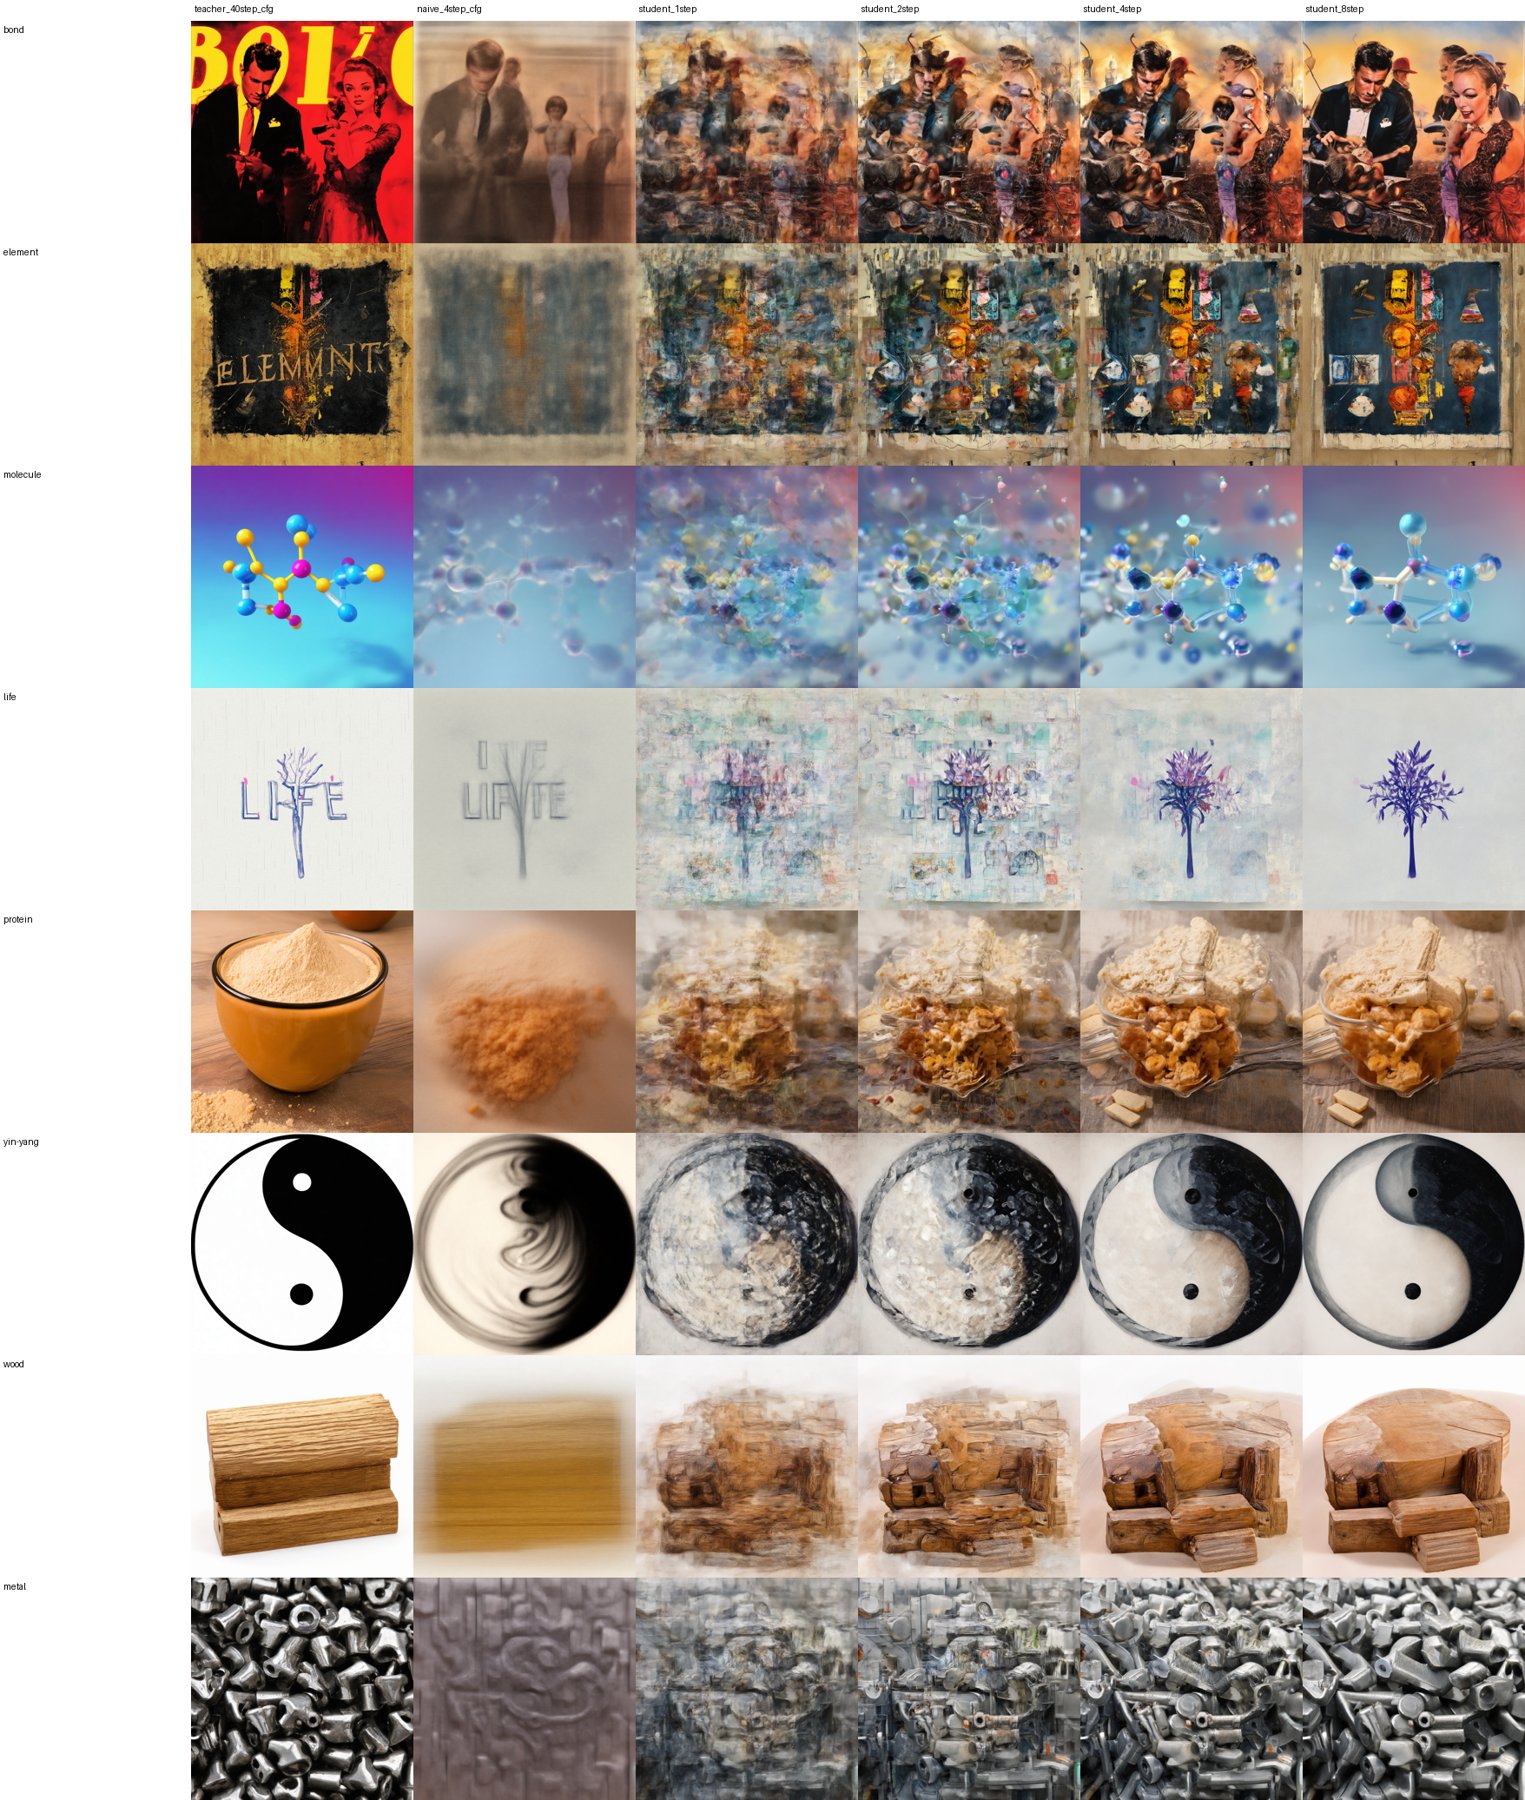 teacher_40step_cfg naive_4step_cfg student_1step student_2step student_4step student_8step
bond
element
ELEMMNT
molecule
life
LIFE
protein
yin-yang
wood
metal